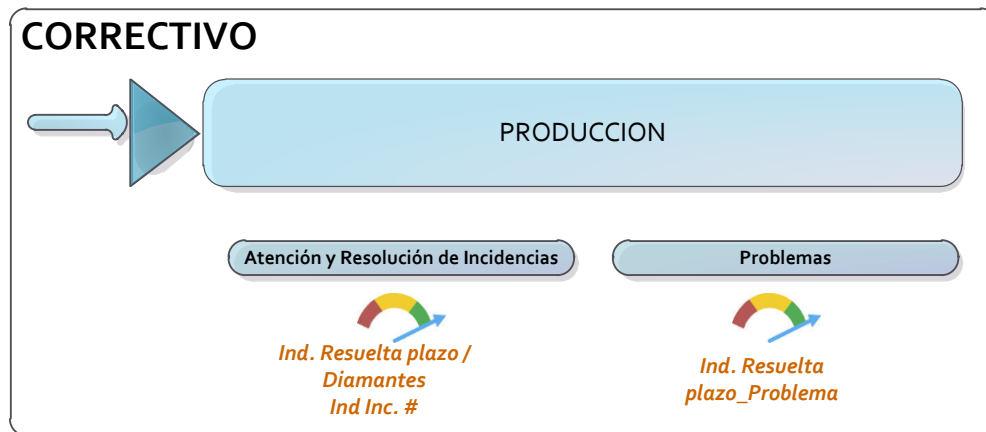 CORRECTIVO
PRODUCCION
Atención y Resolución de Incidencias
Problemas
Ind. Resuelta plazo /
Diamantes
Ind Inc. #
Ind. Resuelta
plazo_Problema